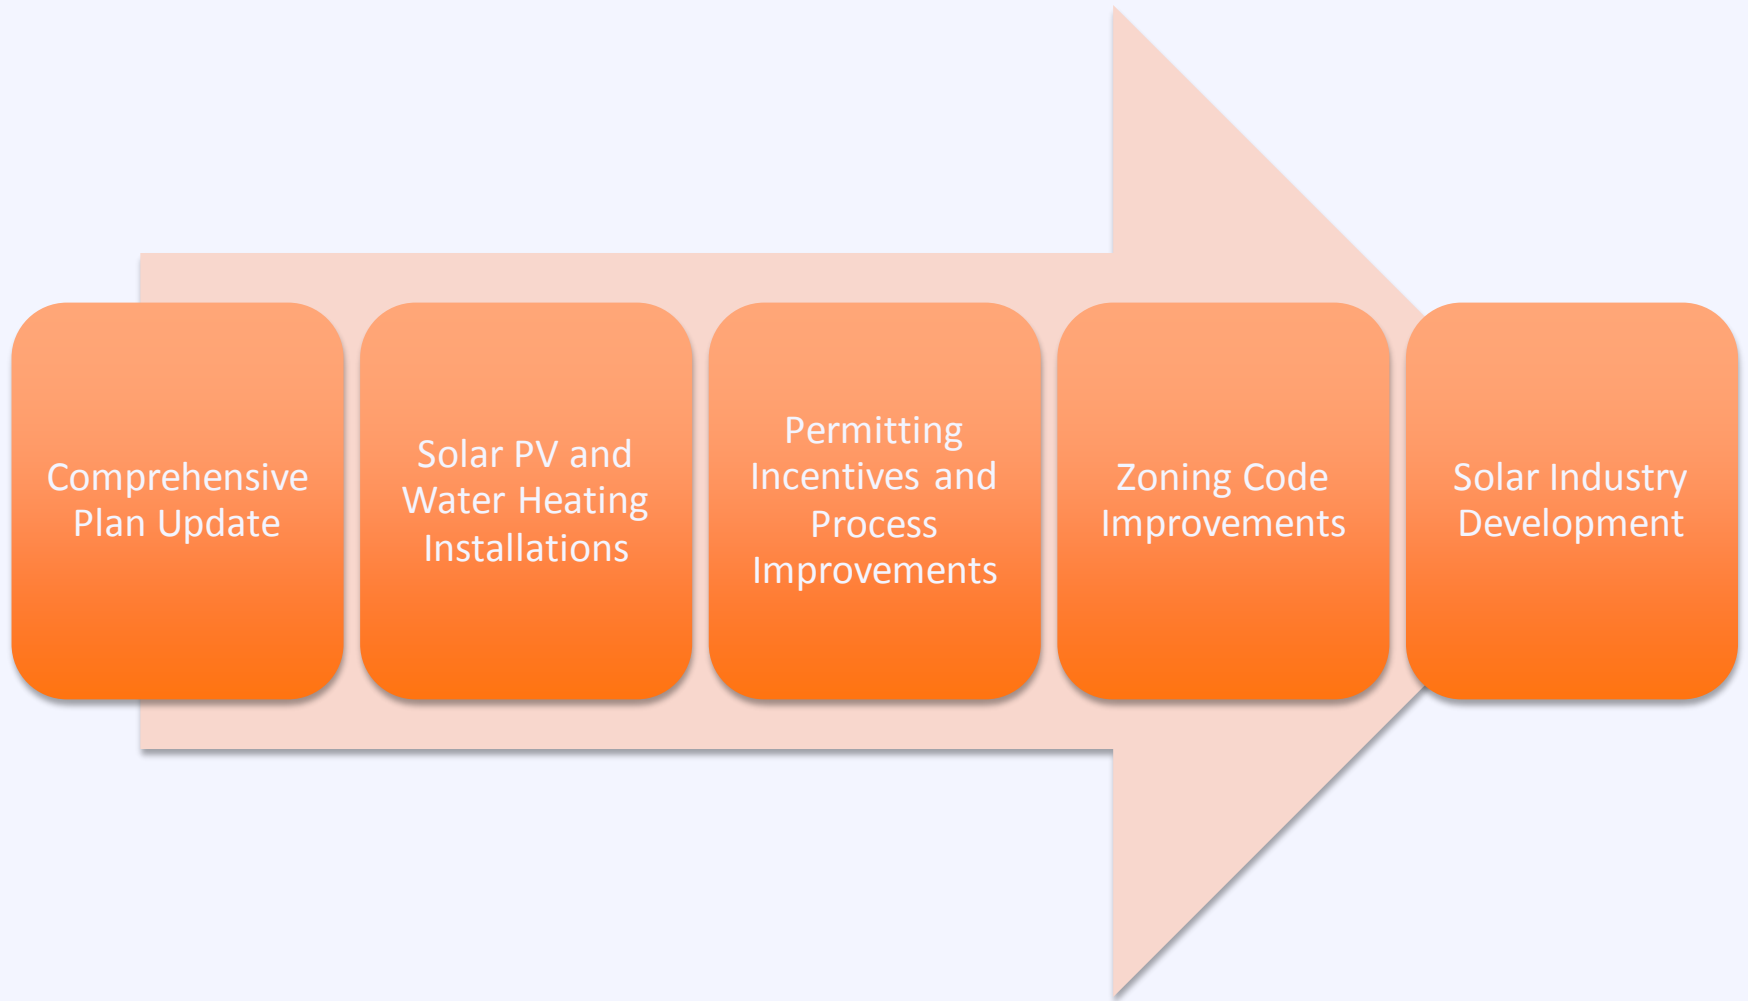 Comprehensive
Plan Update
Solar PV and
Water Heating
Installations
Permitting
Incentives and
Process
Improvements
Zoning Code
Improvements
Solar Industry
Development